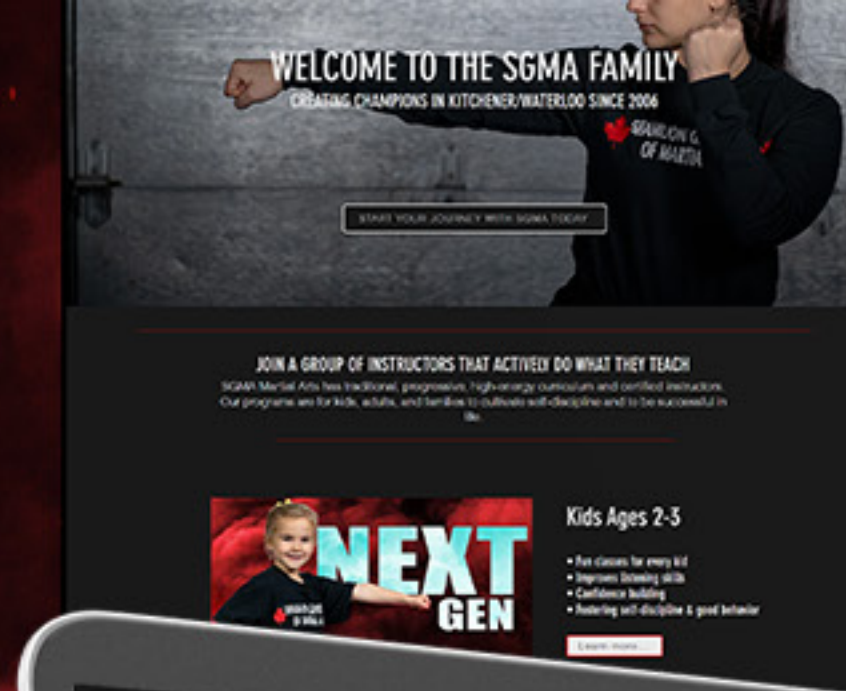 WELCOME TO THE SGMA FAMILY
CREATING CHAMPIONS IN KITCHENER/WATERLOO SINCE 2006
OF MARTIA
START YOUR JOURNEY WITH SGMA TODAY
JOIN A GROUP OF INSTRUCTORS THAT ACTIVELY DO WHAT THEY TEACH
SGMA Martial Arts has traditional, progressive, high-energy curriculum and certified instructors.
Our programs are for kids, adults, and families to cultivate self-discipline and to be successful in
life.
NEXT
GEN
Kids Ages 2-3
• Fun classes for every kid
• Improves listening skills
• Confidence building
• Fostering self-discipline & good behavior
Learn more...